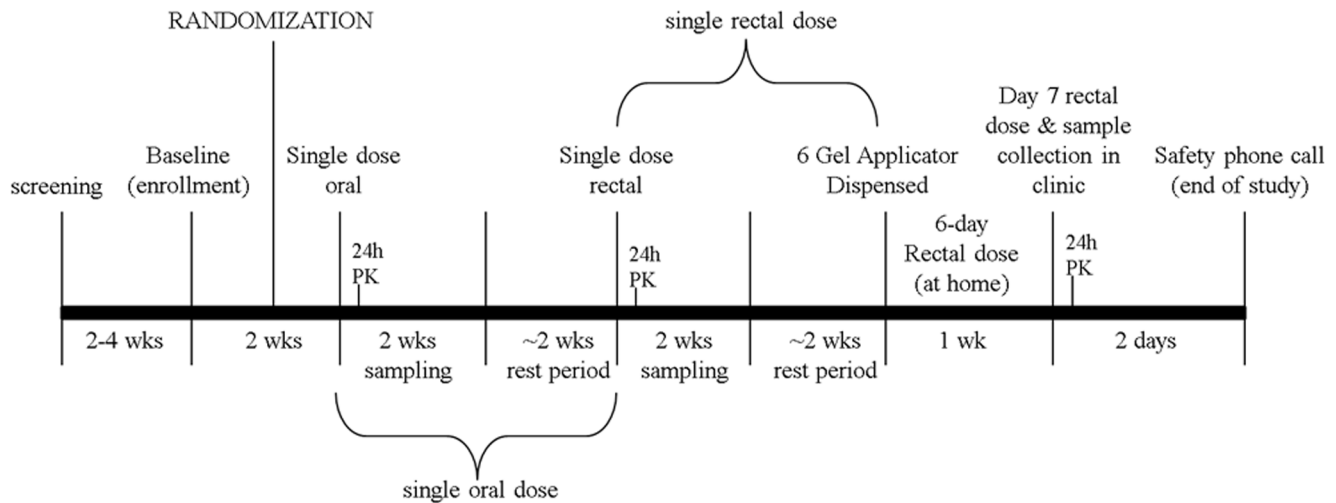 RANDOMIZATION
single rectal dose
screening
Baseline
(enrollment)
Single dose
oral
Single dose
rectal
6 Gel Applicator
Dispensed
Day 7 rectal
dose & sample
collection in
clinic
Safety phone call
(end of study)
24h
PK
24h
PK
6-day
Rectal dose
(at home)
24h
PK
2-4 wks
2 wks
2 wks
sampling
~2 wks
rest period
2 wks
sampling
~2 wks
rest period
1 wk
2 days
single oral dose